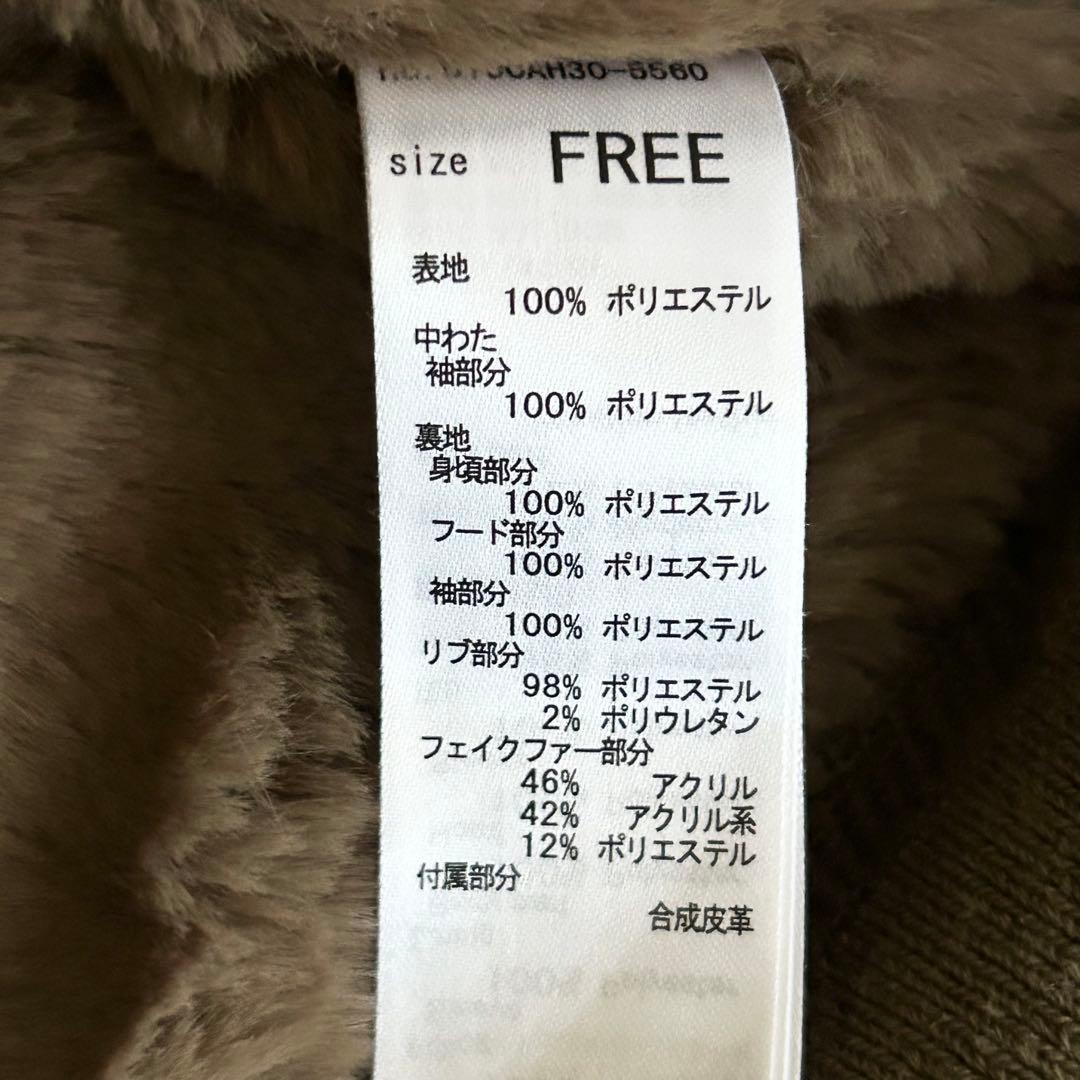 CAH30-5560
size FREE
表地
100% ポリエステル
中わた
袖部分
100% ポリエステル
裏地
身頃部分
100% ポリエステル
フード部分
100% ポリエステル
袖部分
100% ポリエステル
リブ部分
98% ポリエステル
2% ポリウレタン
フェイクファー部分
46% アクリル
42% アクリル系
12% ポリエステル
付属部分
合成皮革